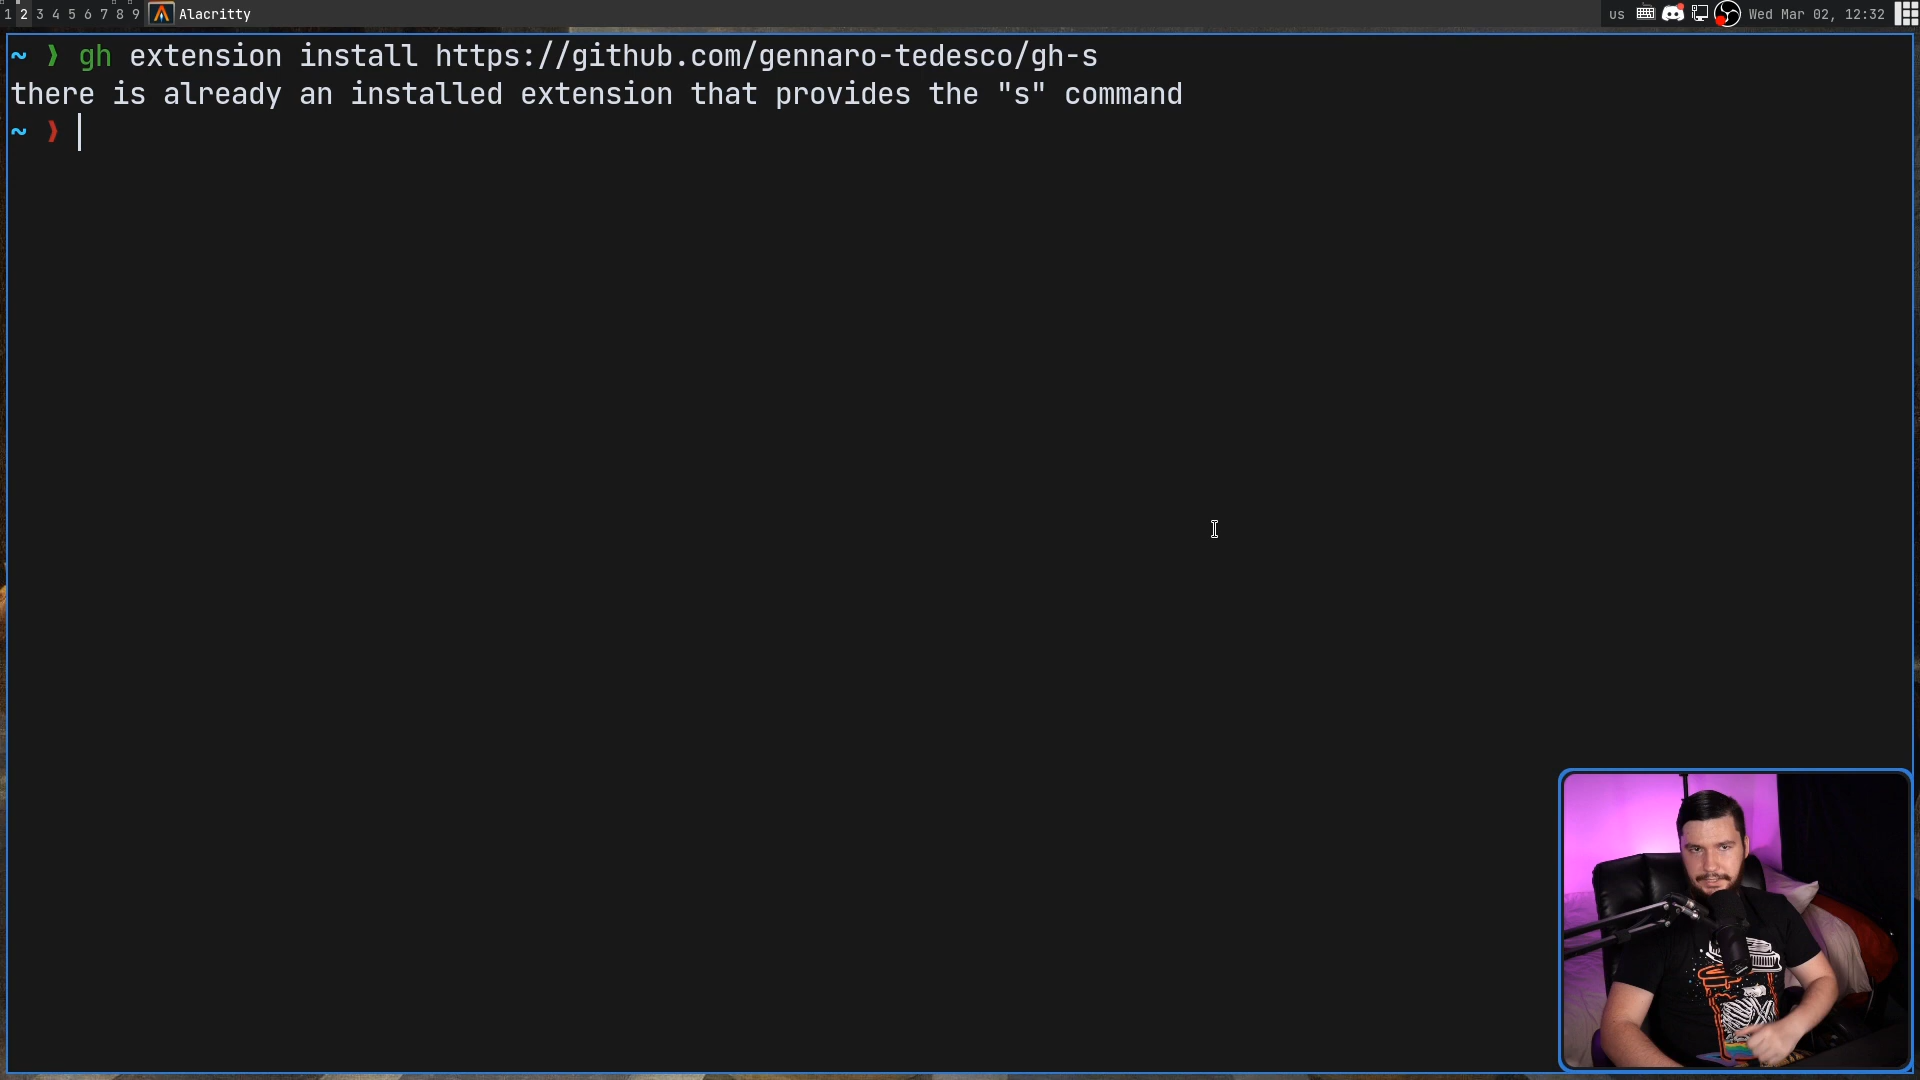 1 2 3 4 5 6 7 8 9 Alacritty us Wed Mar 02, 12:32
~ ❯ gh extension install https://github.com/gennaro-tedesco/gh-s
there is already an installed extension that provides the "s" command
~ ❯